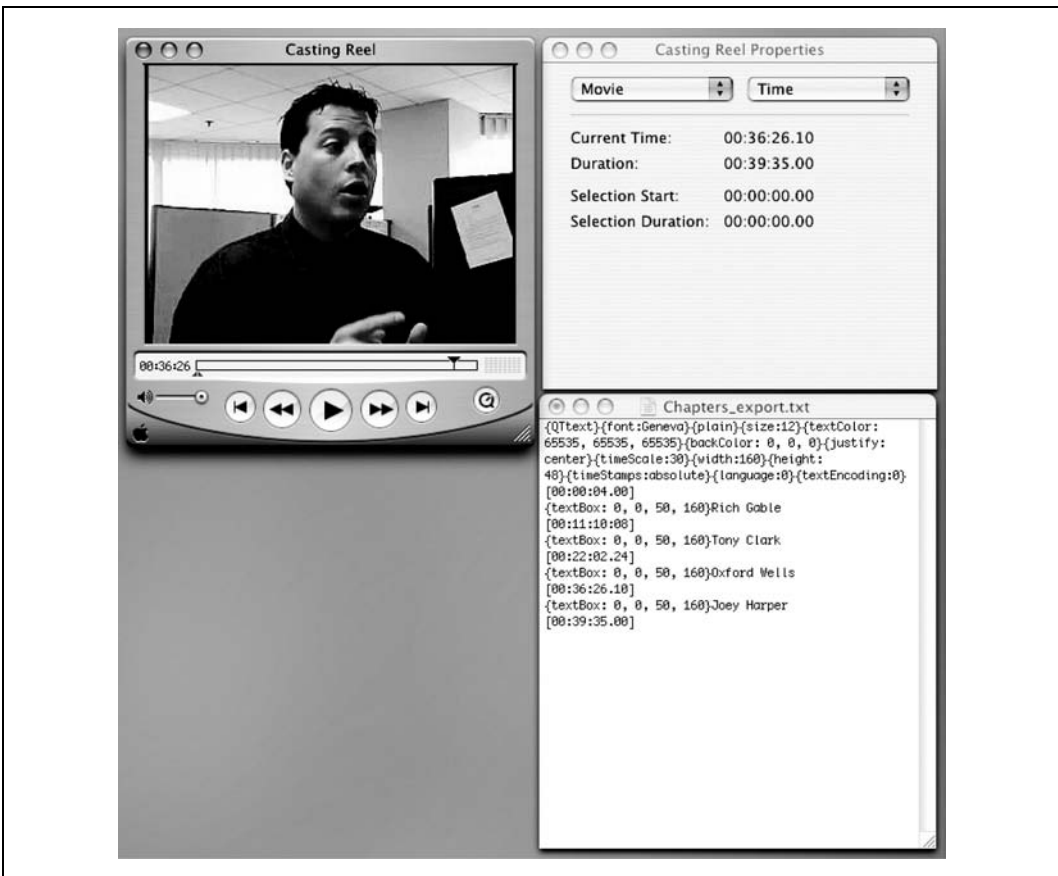 Casting Reel
00:36:26
Casting Reel Properties
Movie
Time
Current Time: 00:36:26.10
Duration: 00:39:35.00
Selection Start: 00:00:00.00
Selection Duration: 00:00:00.00
Chapters_export.txt
{QTtext}{font:Geneva}{plain}{size:12}{textColor:
65535, 65535, 65535}{backColor: 0, 0, 0}{justify:
center}{timeScale:30}{width:160}{height:
48}{timeStamps:absolute}{language:0}{textEncoding:0}
[00:00:04.00]
{textBox: 0, 0, 50, 160}Rich Gable
[00:11:10:08]
{textBox: 0, 0, 50, 160}Tony Clark
[00:22:02.24]
{textBox: 0, 0, 50, 160}Oxford Wells
[00:36:26.10]
{textBox: 0, 0, 50, 160}Joey Harper
[00:39:35.00]